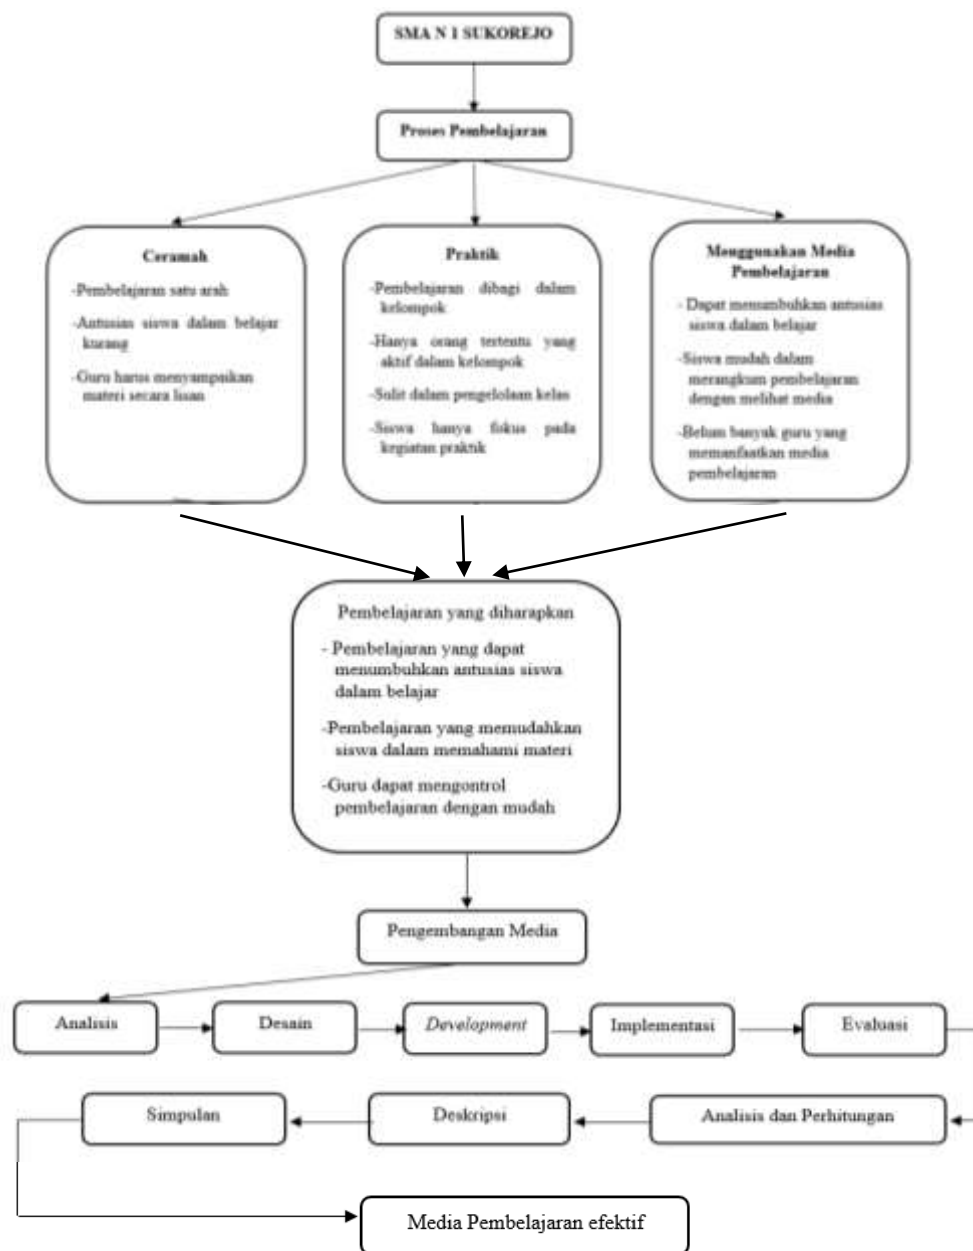 SMA N 1 SUKOREJO
Proses Pembelajaran
Ceramah
-Pembelajaran satu arah
-Antusias siswa dalam belajar
kurang
-Guru harus menyampaikan
materi secara lisan
Praktik
-Pembelajaran dibagi dalam
kelompok
-Hanya orang tertentu yang
aktif dalam kelompok
-Sulit dalam pengelolaan kelas
-Siswa hanya fokus pada
kegiatan praktik
Menggunakan Media
Pembelajaran
- Dapat menumbuhkan antusias
siswa dalam belajar
-Siswa mudah dalam
merangkum pembelajaran
dengan melihat media
-Belum banyak guru yang
memanfaatkan media
pembelajaran
Pembelajaran yang diharapkan
- Pembelajaran yang dapat
menumbuhkan antusias siswa
dalam belajar
-Pembelajaran yang memudahkan
siswa dalam memahami materi
-Guru dapat mengontrol
pembelajaran dengan mudah
Pengembangan Media
Analisis
Desain
Development
Implementasi
Evaluasi
Analisis dan Perhitungan
Deskripsi
Simpulan
Media Pembelajaran efektif